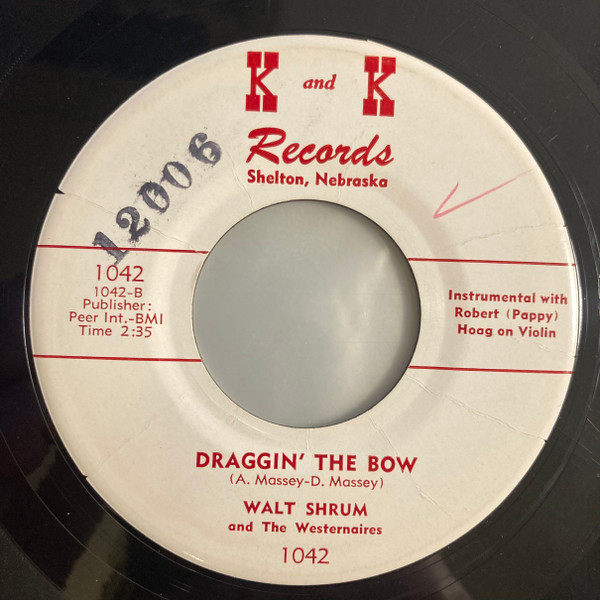 K and K
Records
Shelton, Nebraska
12006
1042
1042-B
Publisher:
Peer Int.-BMI
Time 2:35
Instrumental with
Robert (Pappy)
Hoag on Violin
DRAGGIN' THE BOW
(A. Massey-D. Massey)
WALT SHRUM
and The Westernaires
1042